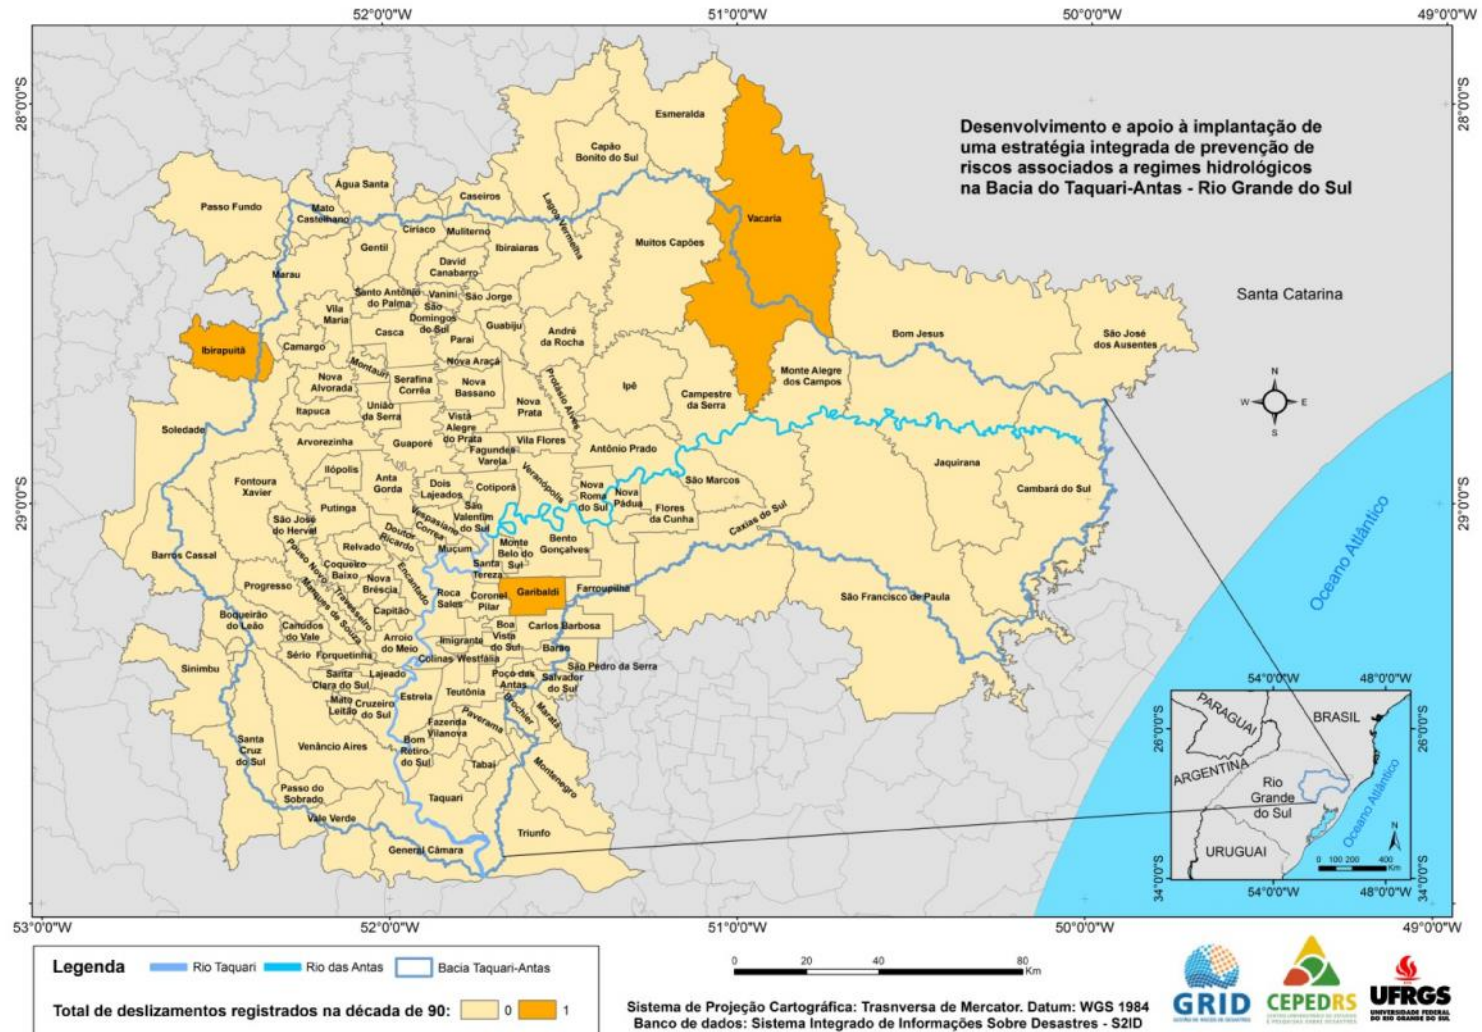 52°0'0"W
51°0'0"W
50°0'0"W
49°0'0"W
28°0'0"S
28°0'0"S
29°0'0"S
29°0'0"S
Desenvolvimento e apoio à implantação de
uma estratégia integrada de prevenção de
riscos associados a regimes hidrológicos
na Bacia do Taquari-Antas - Rio Grande do Sul
Esmeralda
Capão
Bonito do Sul
Água Santa
Caseiros
Passo Fundo
Mato
Castelhano
Lagoa Vermelha
Vacaria
Ciríaco
Muliterno
Gentil
Ibiraiaras
Muitos Capões
David
Canabarro
Marau
Santa Catarina
Santo Antônio
do Palma
Vanini
São Jorge
Vila
Maria
São
Domingos
do Sul
Guabiju
André
da Rocha
Casca
Parai
Bom Jesus
São José
dos Ausentes
Ibirapuitã
Camargo
Montauri
Nova Araçá
Nova
Alvorada
Serafina
Corrêa
Nova
Bassano
Protásio Alves
Ipê
Monte Alegre
dos Campos
Campestre
da Serra
Nova
Prata
Itapuca
União
da Serra
Vista
Alegre
do Prata
Soledade
Arvorezinha
Guaporé
Vila Flores
Fagundes
Varela
Antônio Prado
Jaquirana
Ilópolis
Anta
Gorda
Dois
Lajeados
Cotiporã
Veranópolis
Fontoura
Xavier
Nova
Roma
do Sul
Nova
Pádua
São Marcos
Cambará do Sul
Putinga
São
Valentim
do Sul
Flores
da Cunha
São José
do Herval
Vespasiano
Correa
Caxias do Sul
Doutor
Ricardo
Barros Cassal
Relvado
Muçum
Monte
Belo do
Sul
Bento
Gonçalves
Pouso Novo
Coqueiro
Baixo
Santa
Tereza
Progresso
Nova
Bréscia
Encantado
Roca
Sales
Coronel
Pilar
Garibaldi
Farroupilha
São Francisco de Paula
Marques de Souza
Travesseiro
Capitão
Boqueirão
do Leão
Canudos
do Vale
Arroio
do Meio
Imigrante
Boa
Vista
do Sul
Carlos Barbosa
Sério
Forquetinha
Colinas
Westfália
Barão
Sinimbu
São Pedro da Serra
Santa
Clara do Sul
Lajeado
Poço das
Antas
Salvador
do Sul
Estrela
Teutônia
Mato
Leitão
Cruzeiro
do Sul
Brochier
Maratá
Fazenda
Vilanova
Paverama
Santa
Cruz
do Sul
Venâncio Aires
Bom
Retiro
do Sul
Tabaí
Montenegro
Passo do
Sobrado
Taquari
Vale Verde
Triunfo
General Câmara
N
W
E
S
Oceano Atlântico
54°0'0"W
48°0'0"W
PARAGUAI
BRASIL
26°0'0"S
26°0'0"S
ARGENTINA
Rio
Grande
do Sul
Oceano Atlântico
N
URUGUAI
0 100 200 400
Km
34°0'0"S
34°0'0"S
54°0'0"W
48°0'0"W
53°0'0"W
52°0'0"W
51°0'0"W
50°0'0"W
49°0'0"W
Legenda
Rio Taquari
Rio das Antas
Bacia Taquari-Antas
Total de deslizamentos registrados na década de 90:
0
1
0 20 40 80
Km
Sistema de Projeção Cartográfica: Trasnversa de Mercator. Datum: WGS 1984
Banco de dados: Sistema Integrado de Informações Sobre Desastres - S2ID
GRID
CEPEDRS
UFRGS
UNIVERSIDADE FEDERAL
DO RIO GRANDE DO SUL